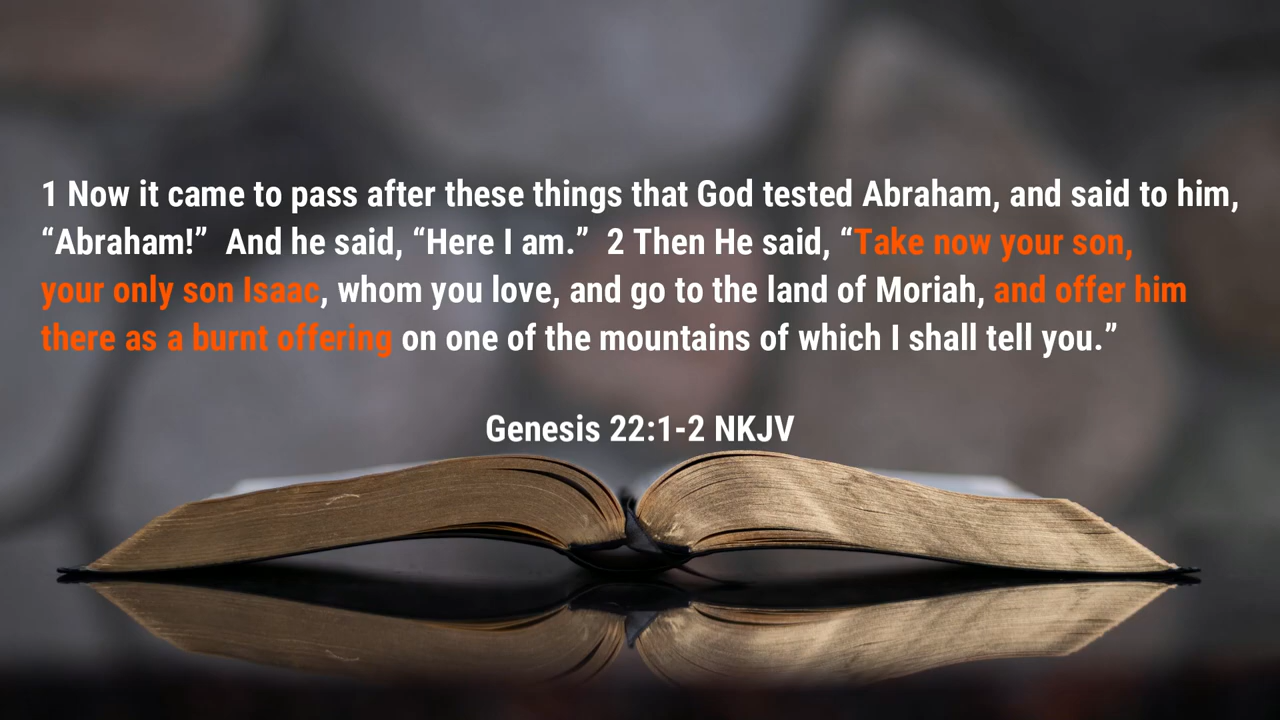 1 Now it came to pass after these things that God tested Abraham, and said to him,
“Abraham!”  And he said, “Here I am.”  2 Then He said, “Take now your son,
your only son Isaac, whom you love, and go to the land of Moriah, and offer him
there as a burnt offering on one of the mountains of which I shall tell you.”
Genesis 22:1-2 NKJV